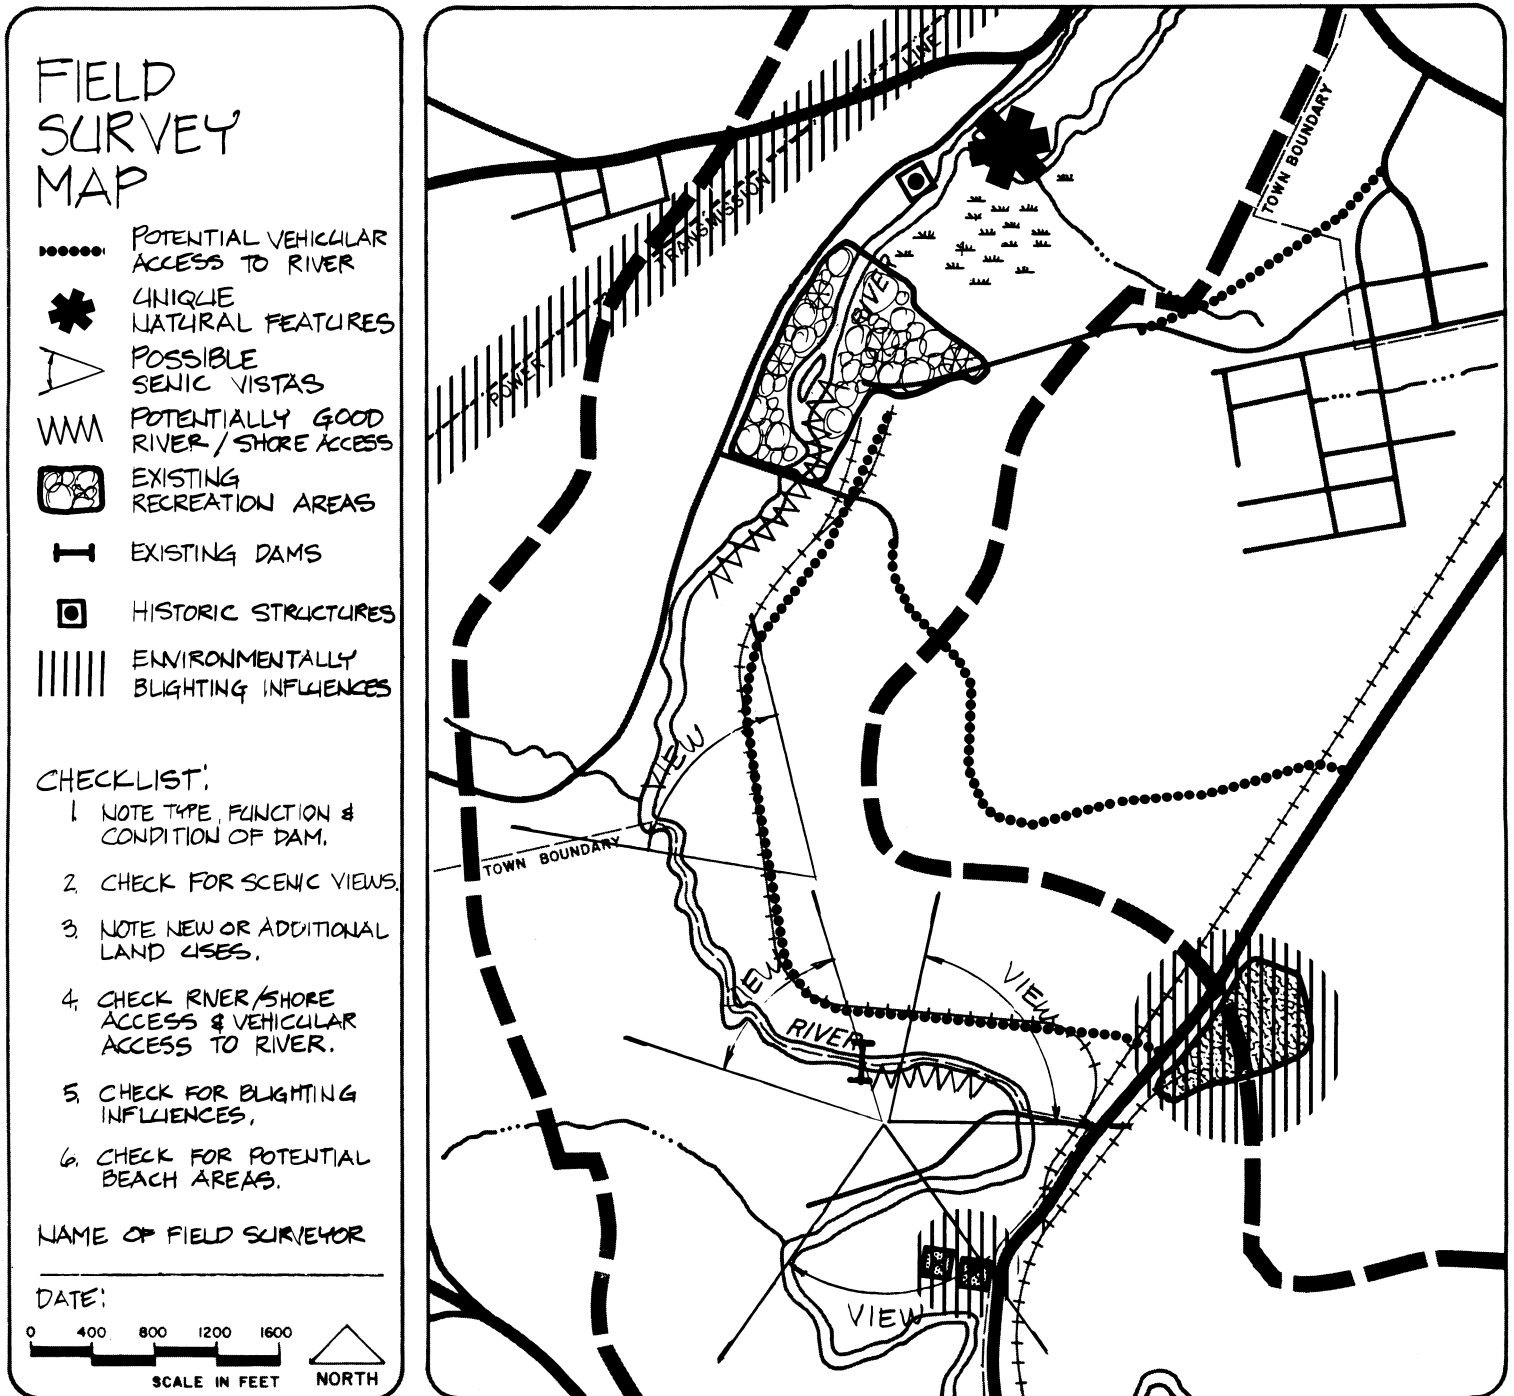 FIELD
SURVEY
MAP
POTENTIAL VEHICULAR
ACCESS TO RIVER
UNIQUE
NATURAL FEATURES
POSSIBLE
SENIC VISTAS
POTENTIALLY GOOD
RIVER / SHORE ACCESS
EXISTING
RECREATION AREAS
EXISTING DAMS
HISTORIC STRUCTURES
ENVIRONMENTALLY
BLIGHTING INFLUENCES
CHECKLIST:
1 NOTE TYPE, FUNCTION &
CONDITION OF DAM.
2. CHECK FOR SCENIC VIEWS.
3. NOTE NEW OR ADDITIONAL
LAND USES.
4. CHECK RIVER/SHORE
ACCESS & VEHICULAR
ACCESS TO RIVER.
5. CHECK FOR BLIGHTING
INFLUENCES.
6. CHECK FOR POTENTIAL
BEACH AREAS.
NAME OF FIELD SURVEYOR
DATE:
0 400 800 1200 1600
SCALE IN FEET
NORTH
POWER TRANSMISSION LINE
TOWN BOUNDARY
RIVER
VIEW
TOWN BOUNDARY
VIEW
VIEW
RIVER
VIEW